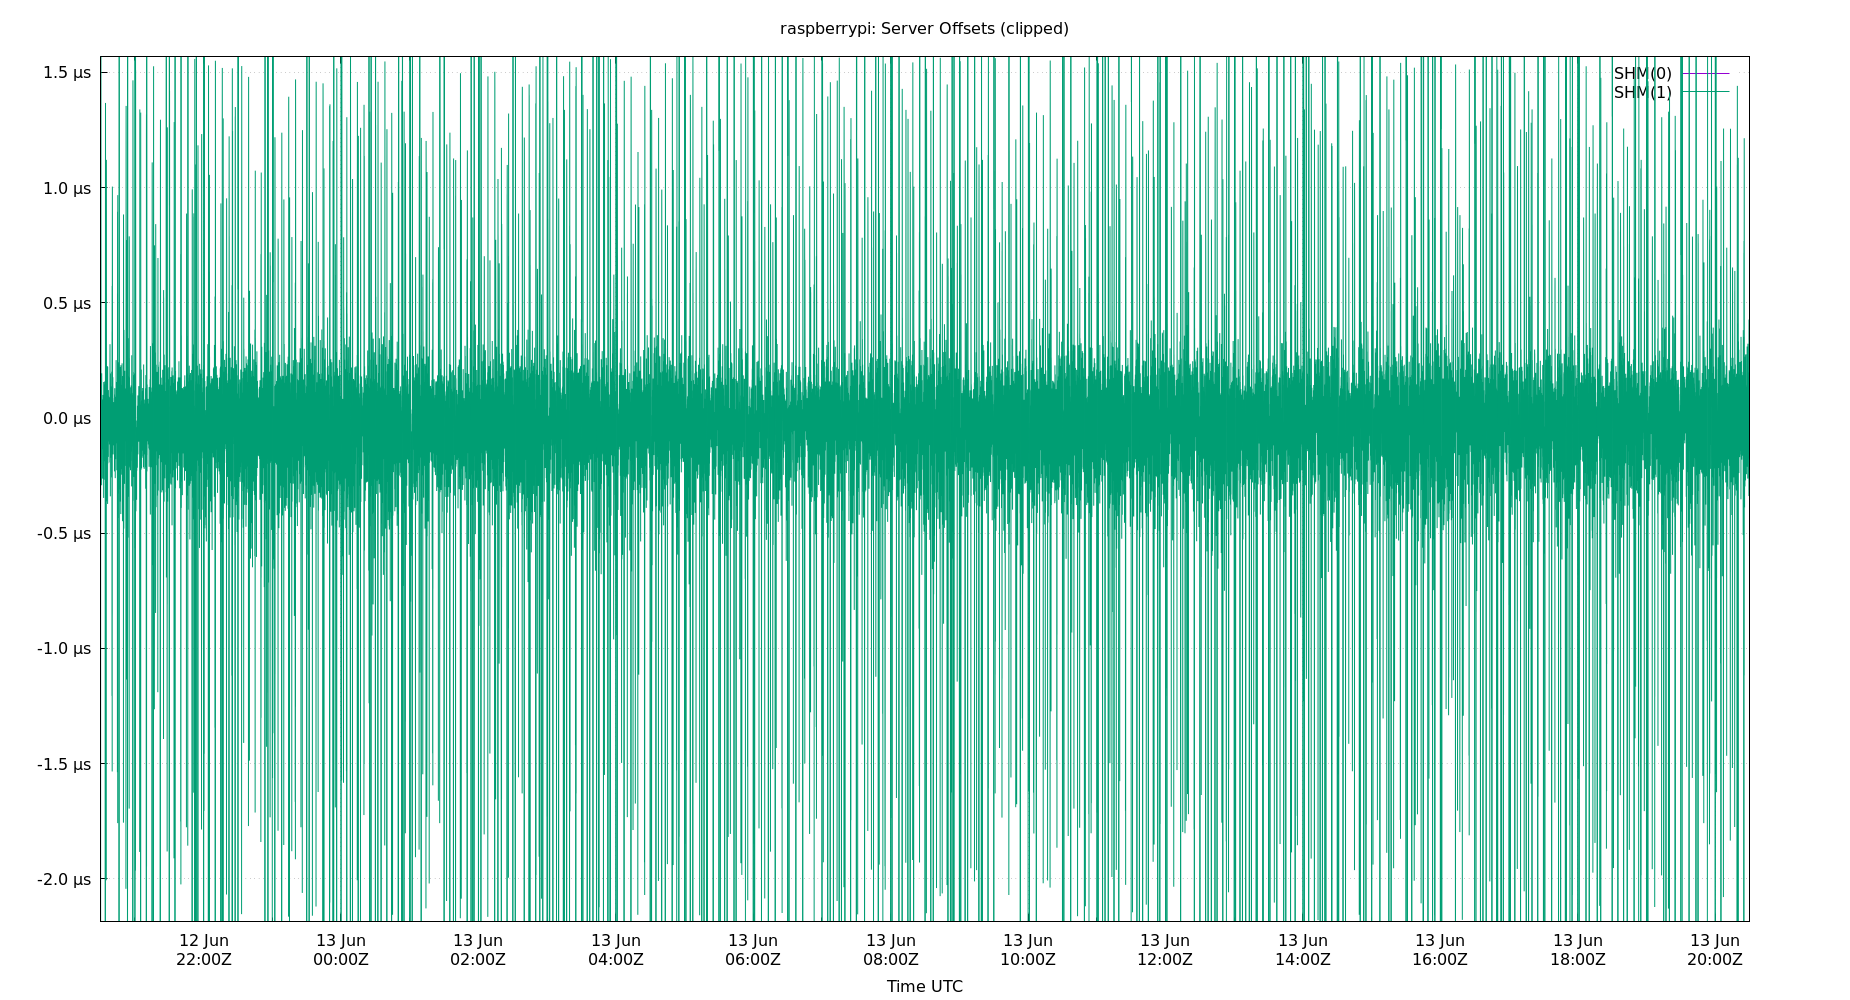 raspberrypi: Server Offsets (clipped)
1.5 µs
1.0 µs
0.5 µs
0.0 µs
-0.5 µs
-1.0 µs
-1.5 µs
-2.0 µs
SHM(0)
SHM(1)
12 Jun 13 Jun 13 Jun 13 Jun 13 Jun 13 Jun 13 Jun 13 Jun 13 Jun 13 Jun 13 Jun 13 Jun
22:00Z 00:00Z 02:00Z 04:00Z 06:00Z 08:00Z 10:00Z 12:00Z 14:00Z 16:00Z 18:00Z 20:00Z
Time UTC